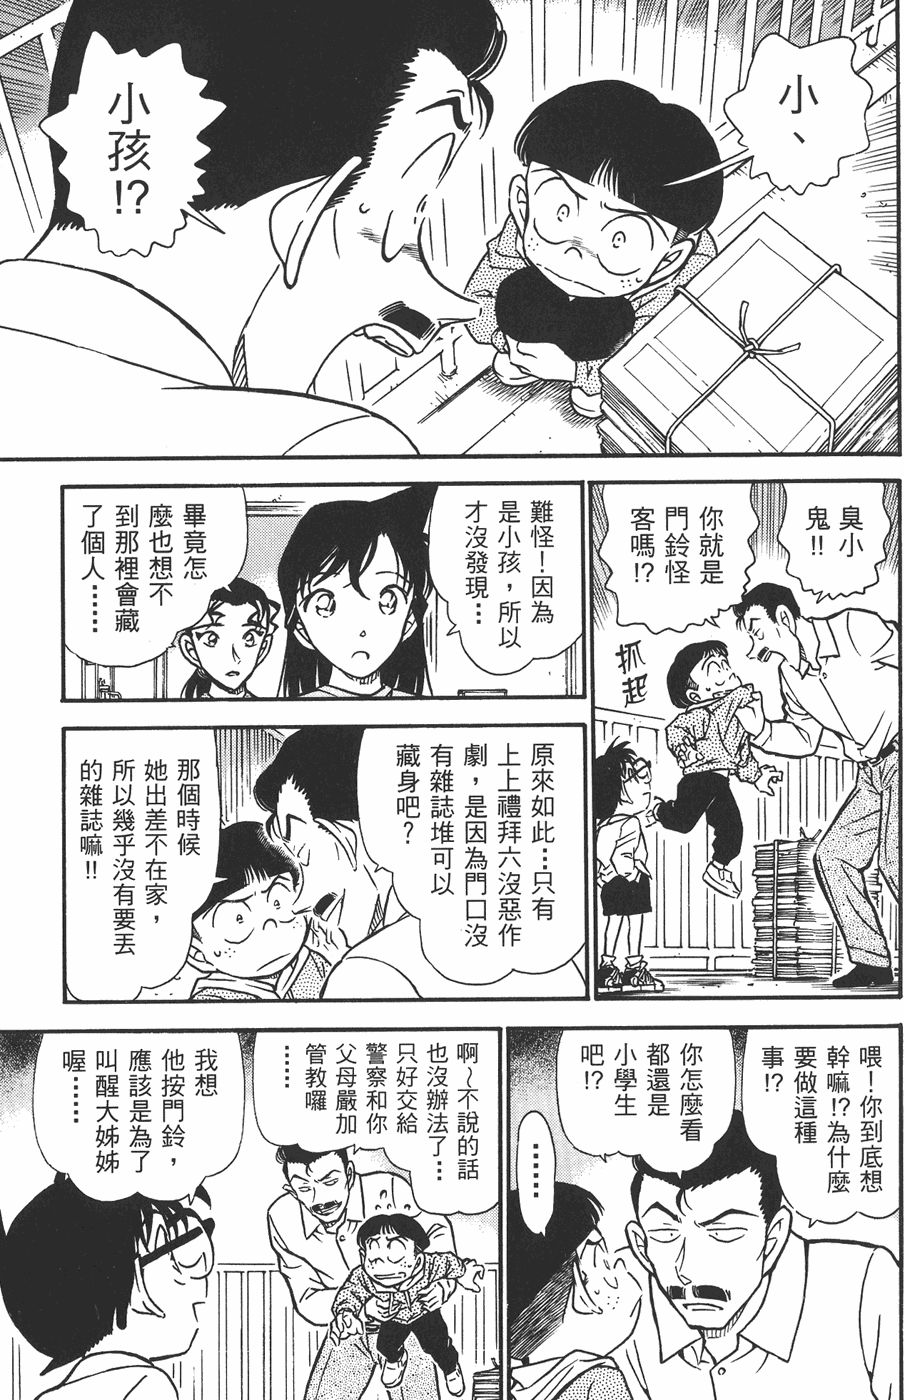 小、
小孩!?
臭小
鬼!!
你就是
門鈴怪
客嗎!?
抓起
難怪！因為
是小孩，所以
才沒發現…
畢竟怎
麼也想不
到那裡會藏
了個人……
原來如此…只有
上上禮拜六沒惡作
劇，是因為門口沒
有雜誌堆可以
藏身吧？
那個時候
她出差不在家，
所以幾乎沒有要丟
的雜誌嘛!!
喂！你到底想
幹嘛!?為什麼
要做這種
事!?
你怎麼看
都還是
小學生
吧!?
……
啊～不說的話
也沒辦法了…
只好交給
警察和你
父母嚴加
管教囉
……
我想
他按門鈴，
應該是為了
叫醒大姊姊
喔……